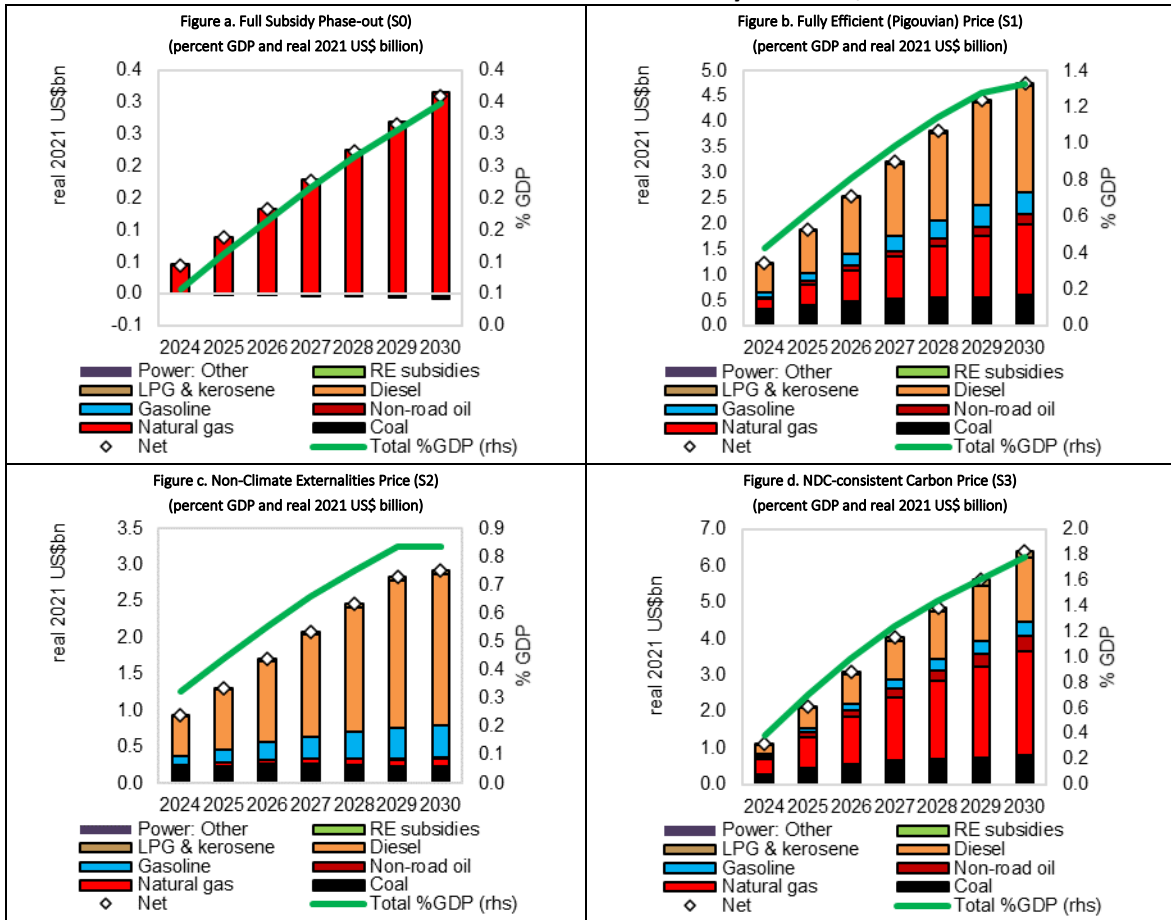 Figure a. Full Subsidy Phase-out (S0)
(percent GDP and real 2021 US$ billion)
real 2021 US$bn
0.4
0.3
0.3
0.2
0.2
0.1
0.1
0.0
-0.1
0.4
0.4
0.3
0.3
0.2
0.2
0.1
0.1
0.0
% GDP
2024 2025 2026 2027 2028 2029 2030
Power: Other RE subsidies
LPG & kerosene Diesel
Gasoline Non-road oil
Natural gas Coal
Net Total %GDP (rhs)
Figure b. Fully Efficient (Pigouvian) Price (S1)
(percent GDP and real 2021 US$ billion)
real 2021 US$bn
5.0
4.5
4.0
3.5
3.0
2.5
2.0
1.5
1.0
0.5
0.0
1.4
1.2
1.0
0.8
0.6
0.4
0.2
0.0
% GDP
2024 2025 2026 2027 2028 2029 2030
Power: Other RE subsidies
LPG & kerosene Diesel
Gasoline Non-road oil
Natural gas Coal
Net Total %GDP (rhs)
Figure c. Non-Climate Externalities Price (S2)
(percent GDP and real 2021 US$ billion)
real 2021 US$bn
3.5
3.0
2.5
2.0
1.5
1.0
0.5
0.0
0.9
0.8
0.7
0.6
0.5
0.4
0.3
0.2
0.1
0.0
% GDP
2024 2025 2026 2027 2028 2029 2030
Power: Other RE subsidies
LPG & kerosene Diesel
Gasoline Non-road oil
Natural gas Coal
Net Total %GDP (rhs)
Figure d. NDC-consistent Carbon Price (S3)
(percent GDP and real 2021 US$ billion)
real 2021 US$bn
7.0
6.0
5.0
4.0
3.0
2.0
1.0
0.0
2.0
1.8
1.6
1.4
1.2
1.0
0.8
0.6
0.4
0.2
0.0
% GDP
2024 2025 2026 2027 2028 2029 2030
Power: Other RE subsidies
LPG & kerosene Diesel
Gasoline Non-road oil
Natural gas Coal
Net Total %GDP (rhs)